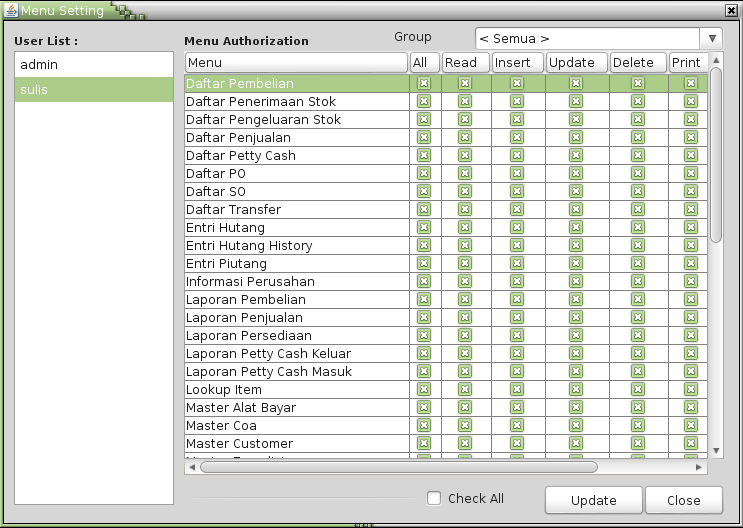 Menu Setting
User List :
Menu Authorization
Group
< Semua >
admin
sulis
Menu All Read Insert Update Delete Print
Daftar Pembelian
Daftar Penerimaan Stok
Daftar Pengeluaran Stok
Daftar Penjualan
Daftar Petty Cash
Daftar PO
Daftar SO
Daftar Transfer
Entri Hutang
Entri Hutang History
Entri Piutang
Informasi Perusahan
Laporan Pembelian
Laporan Penjualan
Laporan Persediaan
Laporan Petty Cash Keluar
Laporan Petty Cash Masuk
Lookup Item
Master Alat Bayar
Master Coa
Master Customer
Check All
Update
Close